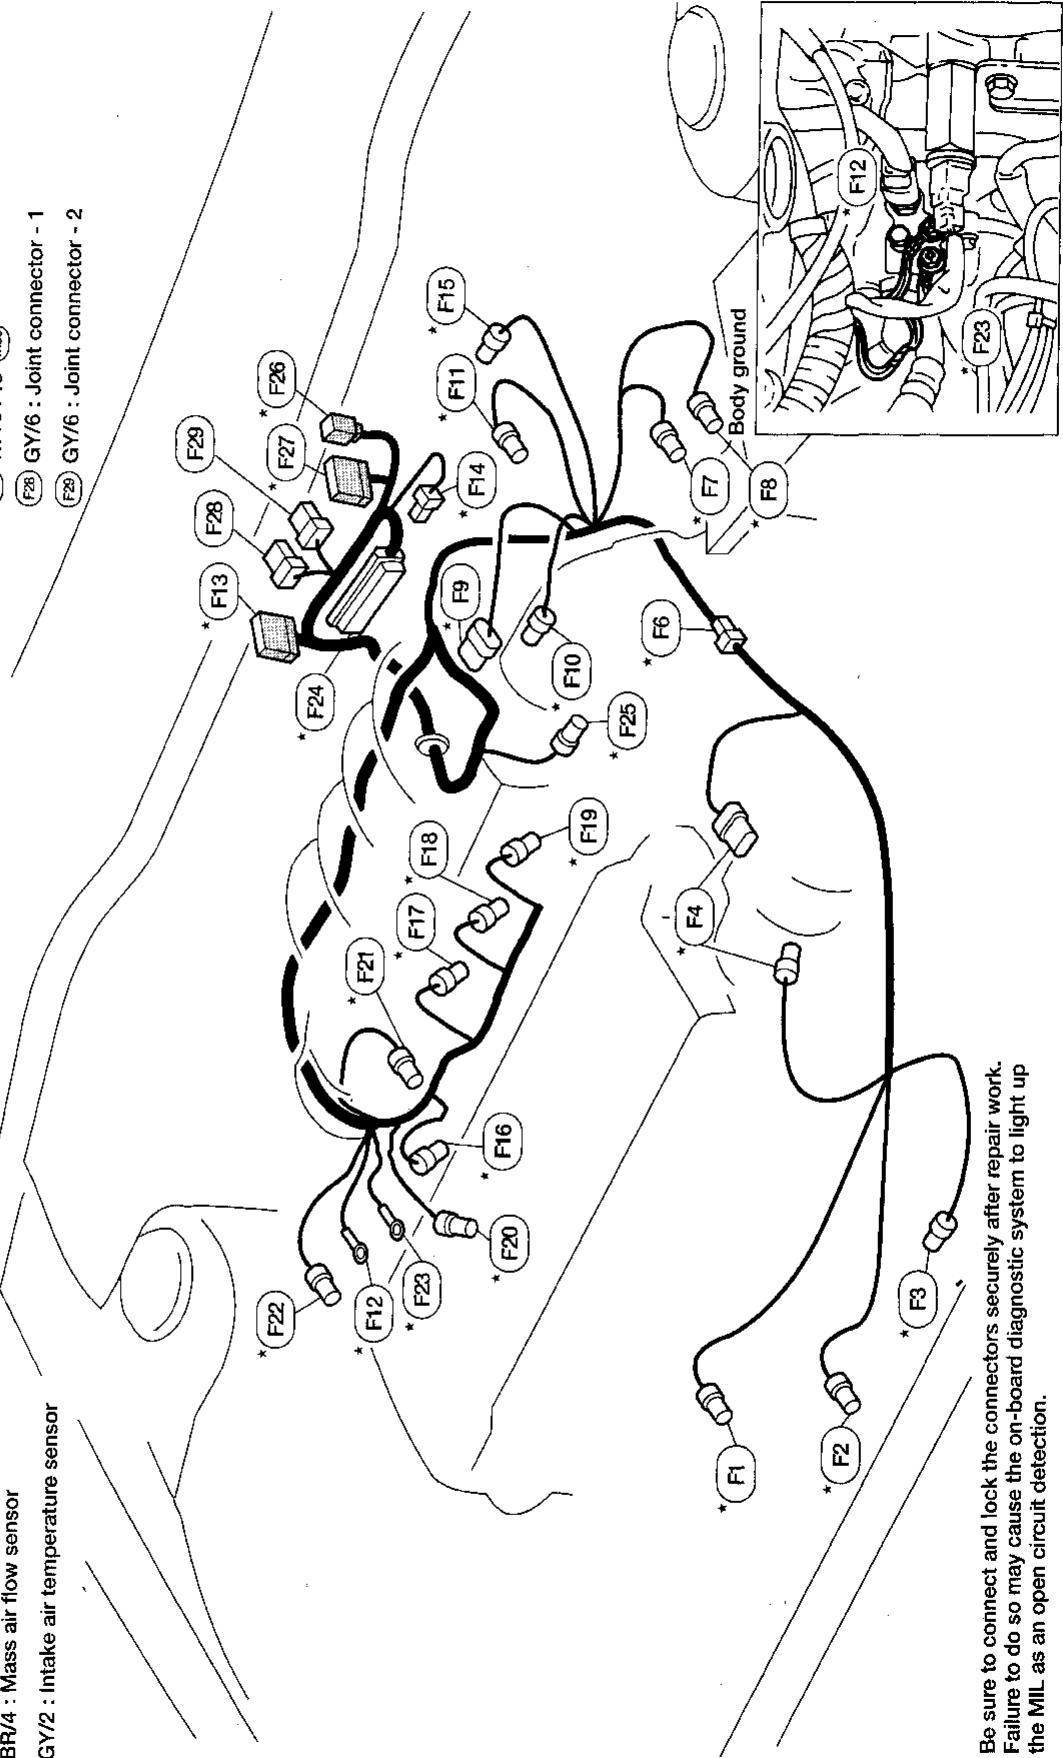 BR/4 : Mass air flow sensor
GY/2 : Intake air temperature sensor
F28 GY/6 : Joint connector - 1
F29 GY/6 : Joint connector - 2
★ F22
★ F12
★ F23
★ F20
★ F16
★ F21
★ F17
★ F18
★ F19
★ F24
★ F13
F28
F29
★ F27
★ F26
★ F14
★ F9
★ F10
★ F25
★ F11
★ F15
★ F7
★ F8
Body ground
★ F6
★ F4
★ F1
★ F2
★ F3
★ F12
★ F23
Be sure to connect and lock the connectors securely after repair work.
Failure to do so may cause the on-board diagnostic system to light up
the MIL as an open circuit detection.